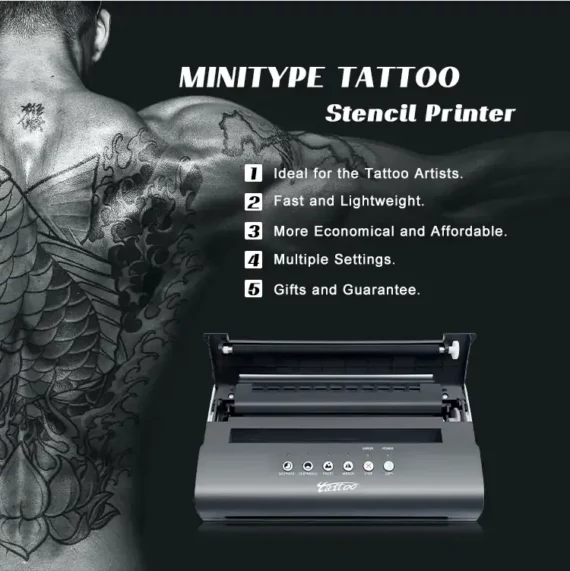 MINITYPE TATTOO
Stencil Printer
1 Ideal for the Tattoo Artists.
2 Fast and Lightweight.
3 More Economical and Affordable.
4 Multiple Settings.
5 Gifts and Guarantee.
tattoo